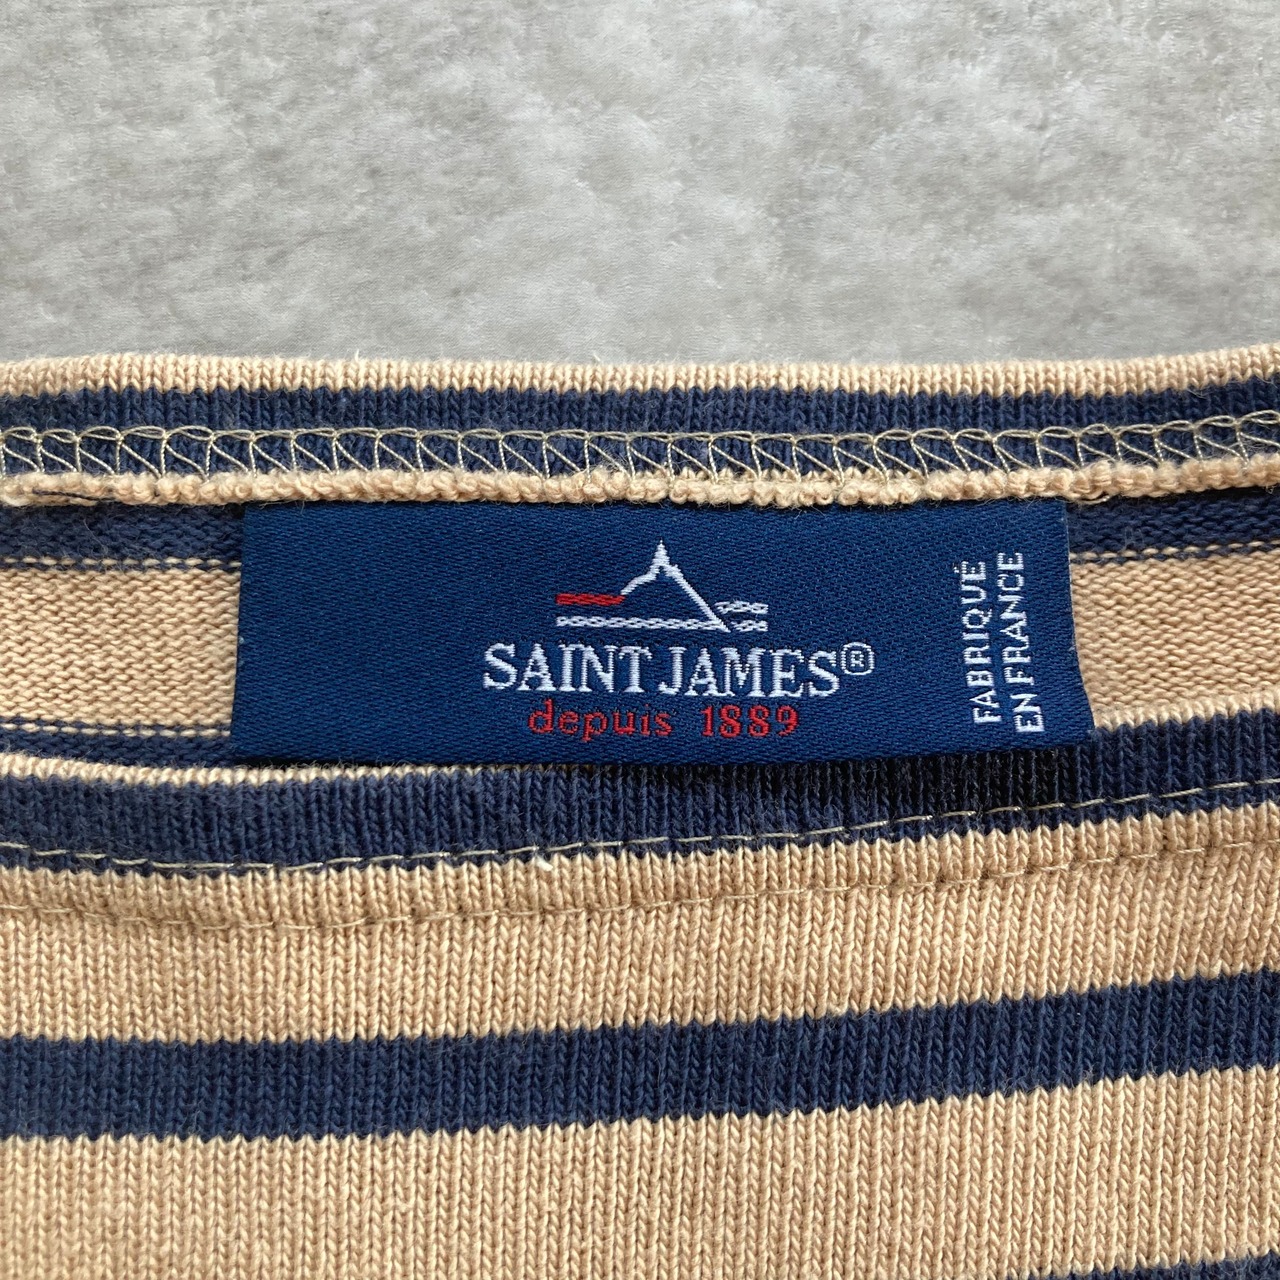 SAINT JAMES®
depuis 1889
FABRIQUÉ
EN FRANCE